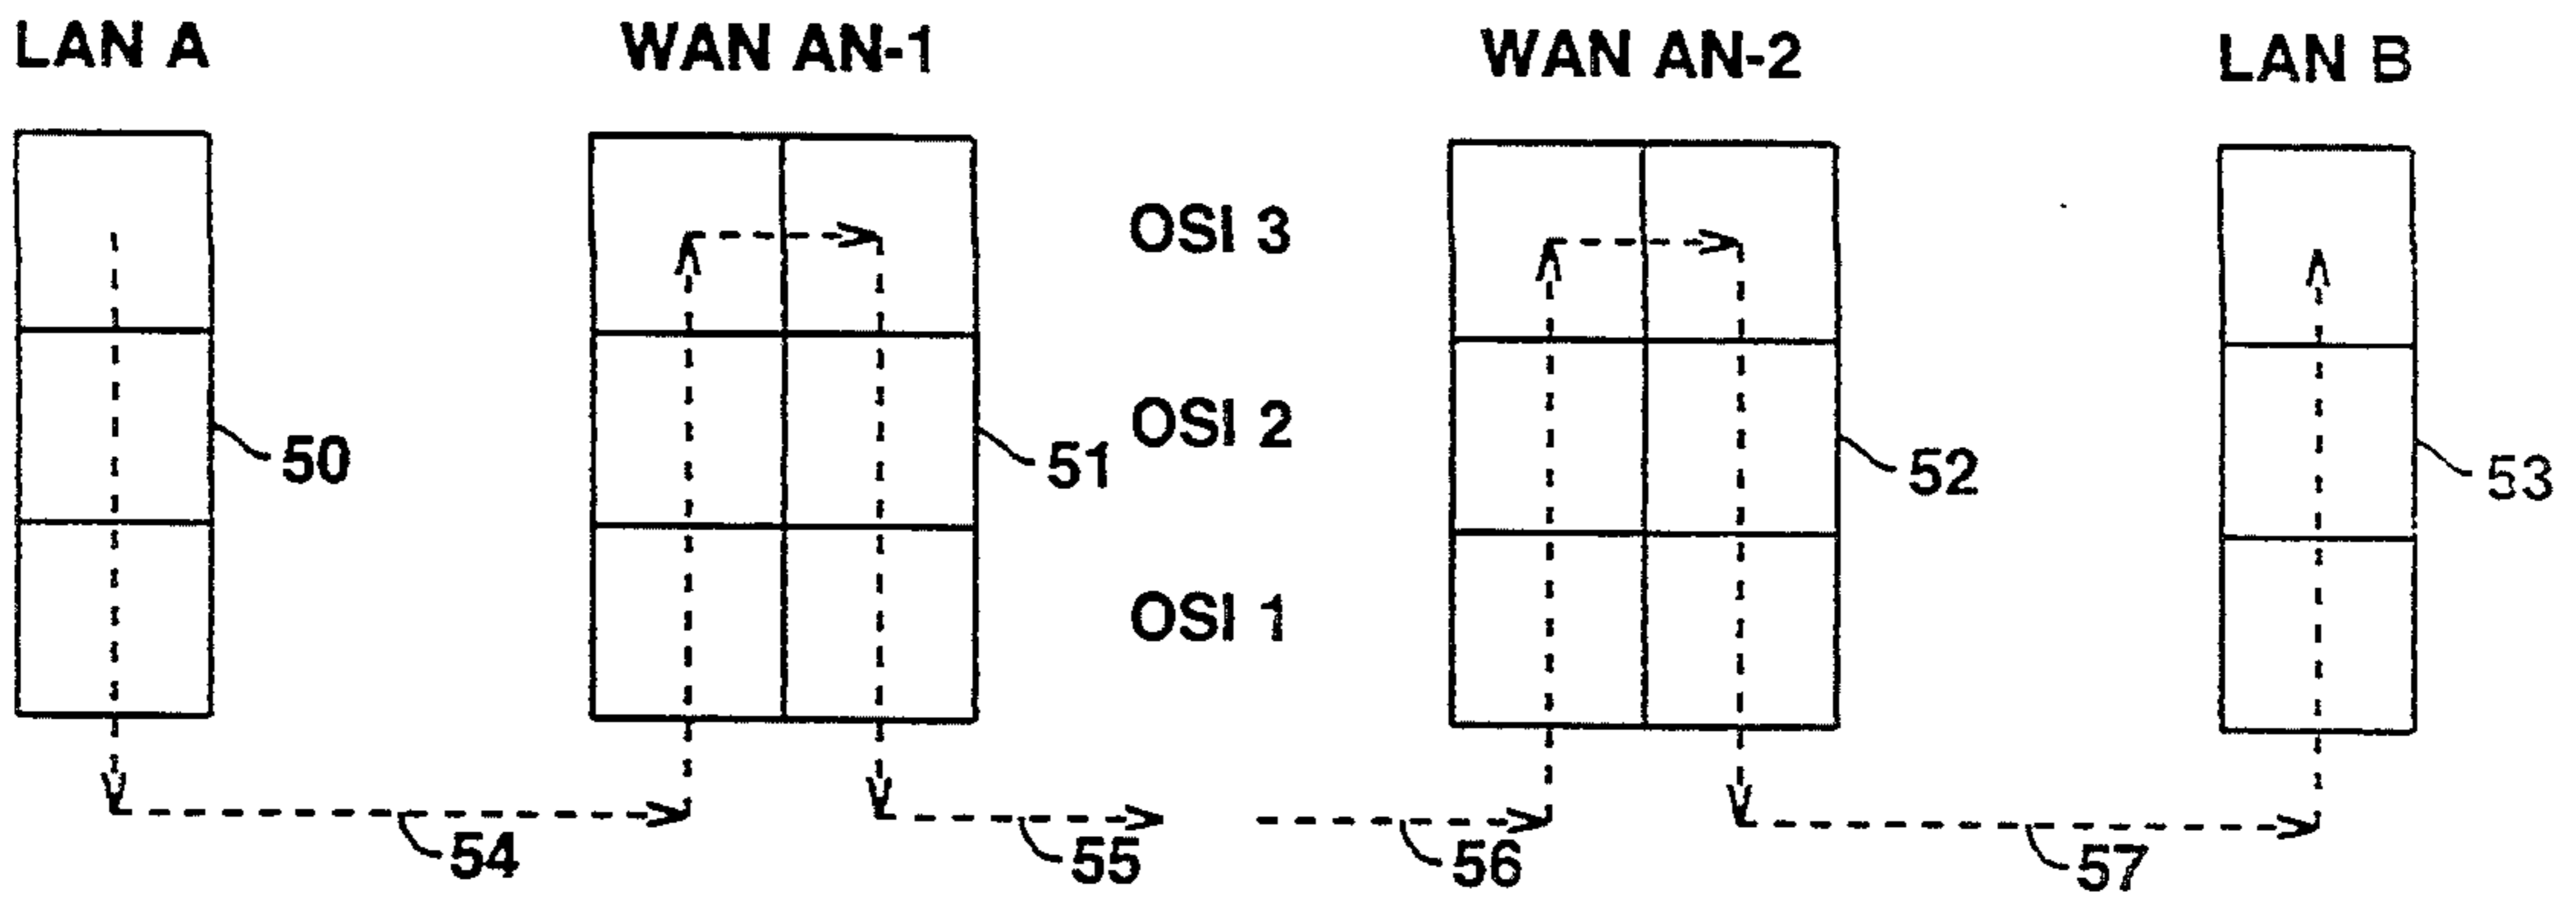 LAN A
WAN AN-1
WAN AN-2
LAN B
OSI 3
OSI 2
OSI 1
50
51
52
53
54
55
56
57